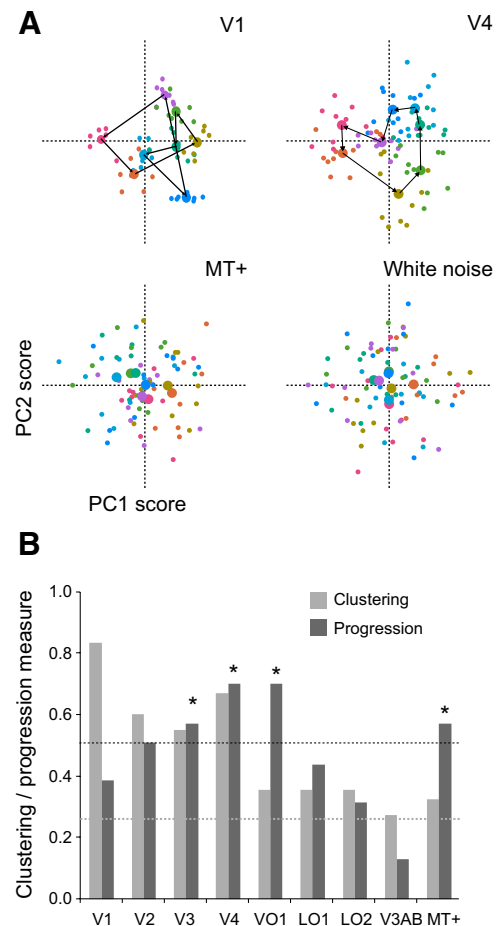 A
V1
V4
MT+
White noise
PC2 score
PC1 score
B
Clustering / progression measure
1.0
0.8
0.6
0.4
0.2
0.0
Clustering
Progression
*
*
*
*
V1 V2 V3 V4 VO1 LO1 LO2 V3AB MT+